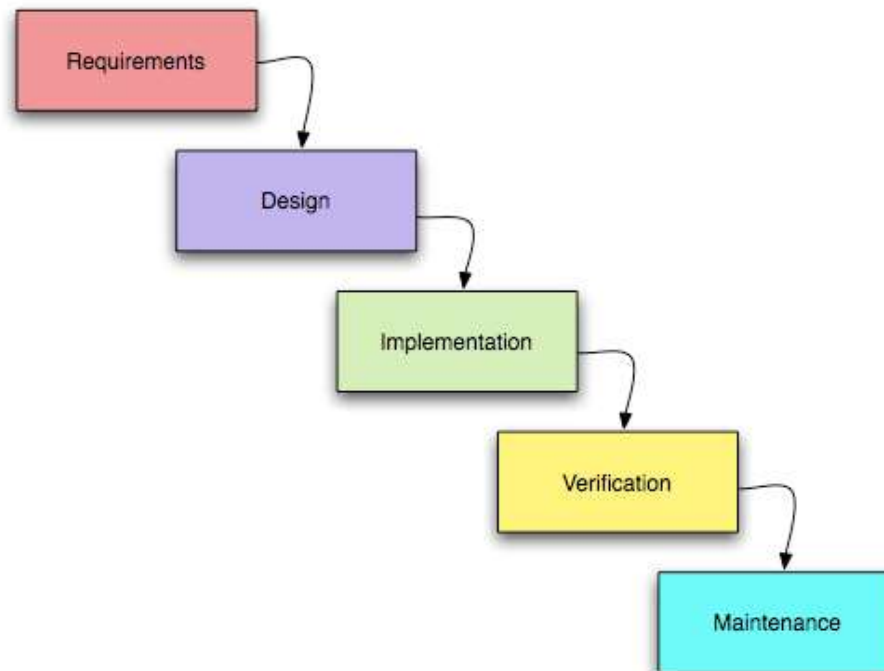 Requirements
Design
Implementation
Verification
Maintenance